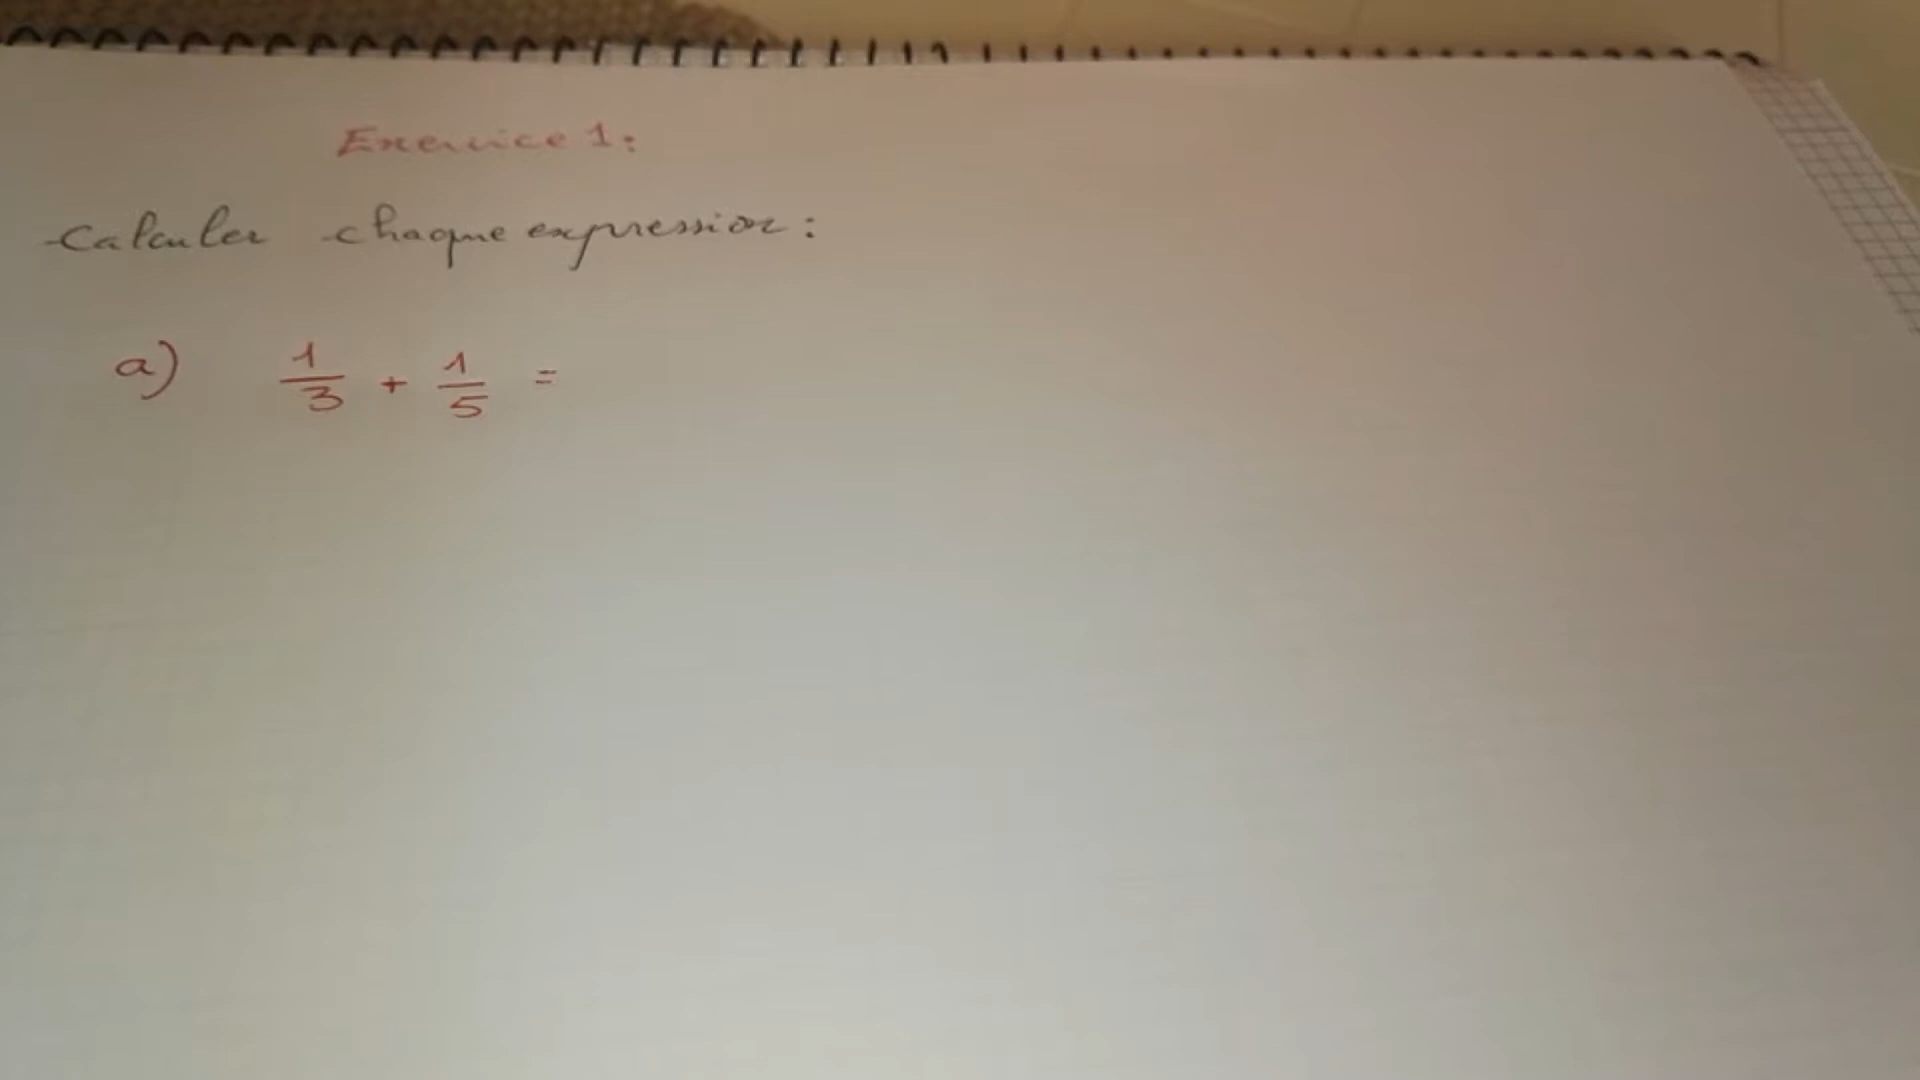 Exercice 1:
Calculer chaque expression:
a) 1/3 + 1/5 =